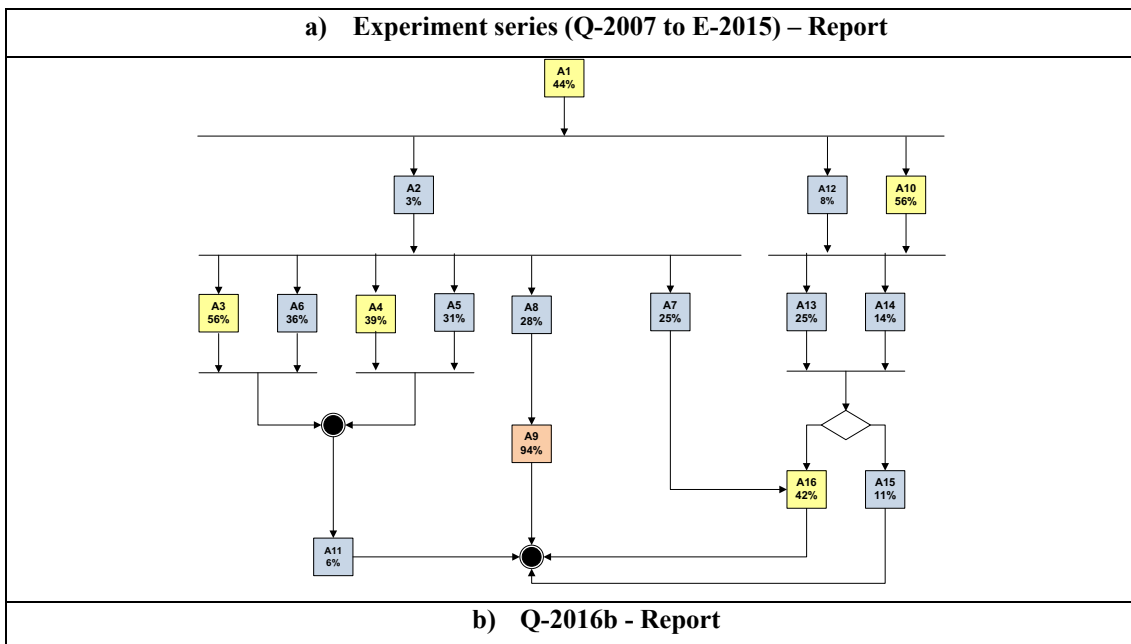 a) Experiment series (Q-2007 to E-2015) – Report
A1
44%
A2
3%
A12
8%
A10
56%
A3
56%
A6
36%
A4
39%
A5
31%
A8
28%
A7
25%
A13
25%
A14
14%
A9
94%
A16
42%
A15
11%
A11
6%
b) Q-2016b - Report